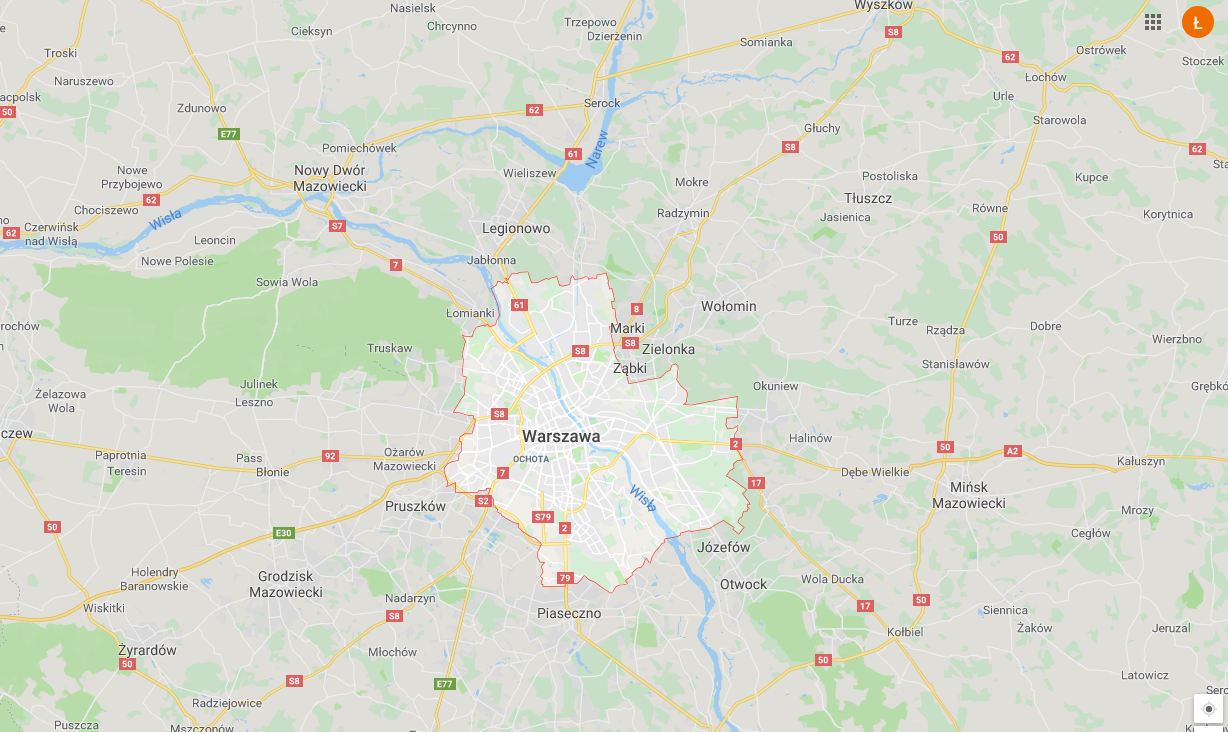 Nasielsk
Wyszków
Chrcynno
Trzepowo
Dzierzenin
Cieksyn
S8
Ł
Somianka
Ostrówek
62
Troski
Stoczek
Łochów
Naruszewo
Urle
Serock
50
Zdunowo
62
Starowola
Głuchy
E77
S8
62
Pomiechówek
61
Narew
Nowy Dwór
Mazowiecki
Nowe
Przybojewo
Wieliszew
Mokre
Postoliska
Kupce
Tłuszcz
62
Chociszewo
Wisła
Radzymin
Równe
Korytnica
Jasienica
Czerwińsk
nad Wisłą
62
S7
Legionowo
50
Leoncin
Nowe Polesie
7
Jabłonna
Sowia Wola
61
8
Wołomin
Łomianki
Marki
Turze
Rządza
Dobre
Wierzbno
S8
S8
Zielonka
Truskaw
Ząbki
Stanisławów
Julinek
Okuniew
Żelazowa
Wola
Leszno
S8
Warszawa
Halinów
2
50
A2
Paprotnia
Teresin
Pass
Błonie
92
Ożarów
Mazowiecki
OCHOTA
7
Dębe Wielkie
Kałuszyn
17
Mińsk
Mazowiecki
Pruszków
S2
Wisła
S79
2
Mrozy
50
E30
Cegłów
Józefów
Holendry
Baranowskie
Grodzisk
Mazowiecki
79
Otwock
Wola Ducka
Nadarzyn
Wiskitki
S8
Piaseczno
17
50
Siennica
Żaków
Jeruzal
Kołbiel
Żyrardów
50
Młochów
50
S8
E77
Latowicz
Radziejowice
Puszcza
Mszczonów